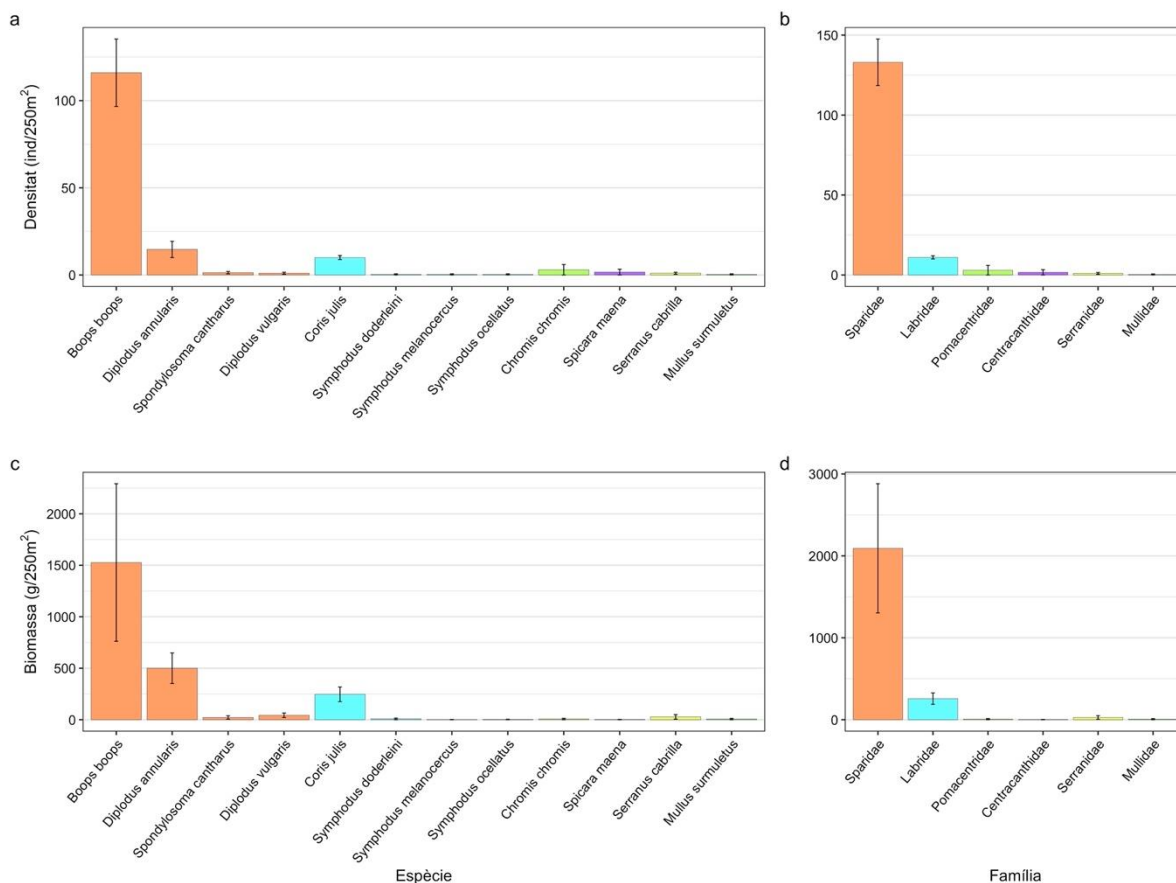 a
Densitat (ind/250m²)
100
50
0
Boops boops
Diplodus annularis
Spondylosoma cantharus
Diplodus vulgaris
Coris julis
Symphodus doderleini
Symphodus melanocercus
Symphodus ocellatus
Chromis chromis
Spicara maena
Serranus cabrilla
Mullus surmuletus
b
150
100
50
0
Sparidae
Labridae
Pomacentridae
Centracanthidae
Serranidae
Mullidae
c
Biomassa (g/250m²)
2000
1500
1000
500
0
Boops boops
Diplodus annularis
Spondylosoma cantharus
Diplodus vulgaris
Coris julis
Symphodus doderleini
Symphodus melanocercus
Symphodus ocellatus
Chromis chromis
Spicara maena
Serranus cabrilla
Mullus surmuletus
Espècie
d
3000
2000
1000
0
Sparidae
Labridae
Pomacentridae
Centracanthidae
Serranidae
Mullidae
Família